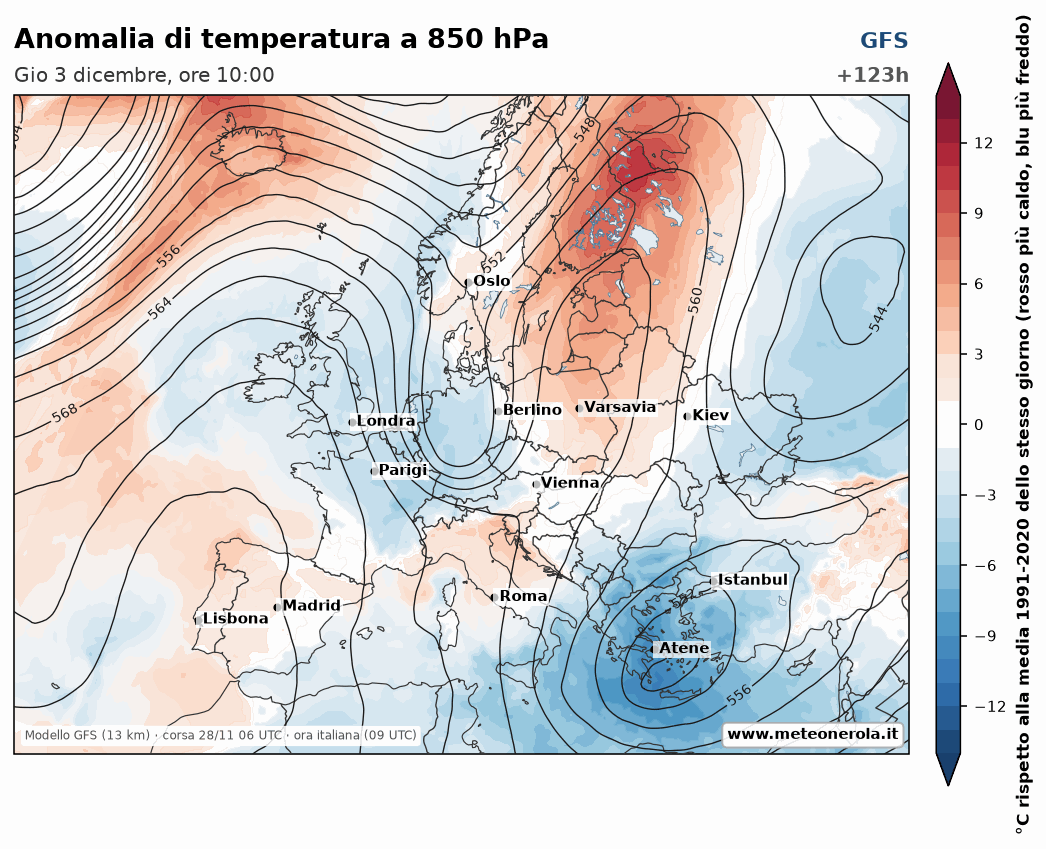 Anomalia di temperatura a 850 hPa
GFS
Gio 3 dicembre, ore 10:00
+123h
548
556
552
Oslo
564
560
544
568
Londra
Berlino
Varsavia
Kiev
Parigi
Vienna
Istanbul
Roma
Madrid
Lisbona
Atene
556
Modello GFS (13 km) · corsa 28/11 06 UTC · ora italiana (09 UTC)
www.meteonerola.it
12
9
6
3
0
−3
−6
−9
−12
°C rispetto alla media 1991-2020 dello stesso giorno (rosso più caldo, blu più freddo)